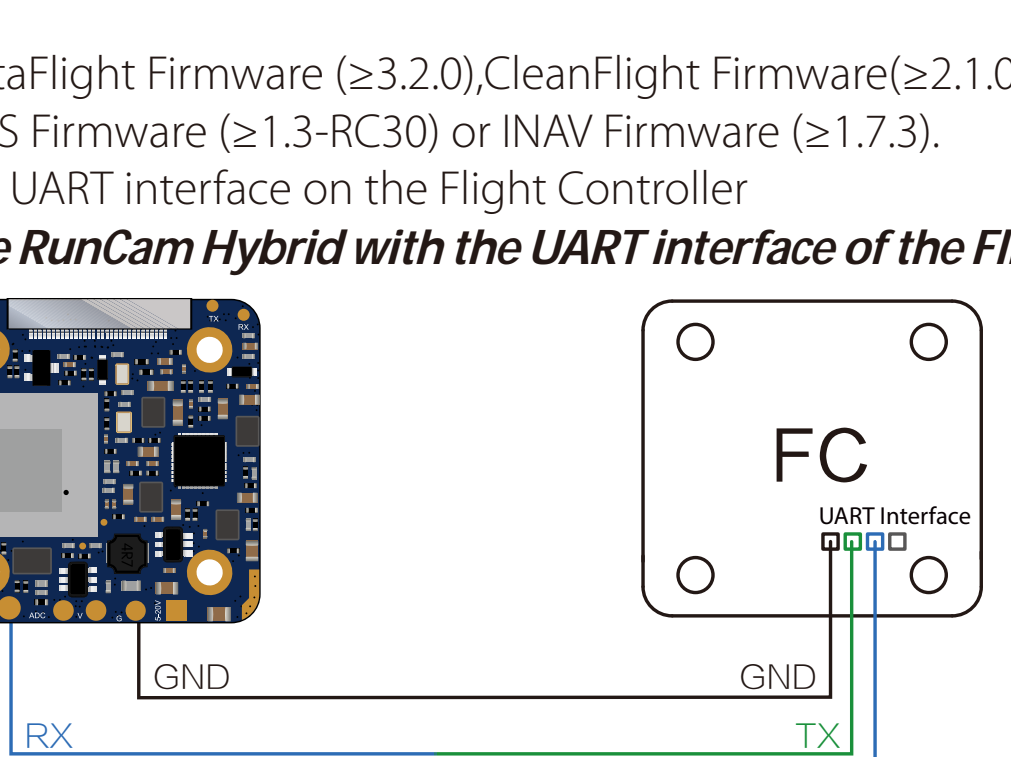 taFlight Firmware (≥3.2.0),CleanFlight Firmware(≥2.1.0
S Firmware (≥1.3-RC30) or INAV Firmware (≥1.7.3).
UART interface on the Flight Controller
e RunCam Hybrid with the UART interface of the Fl
TX
RX
FC
UART Interface
4R7
ADC
V
G
5-20V
GND
GND
RX
TX